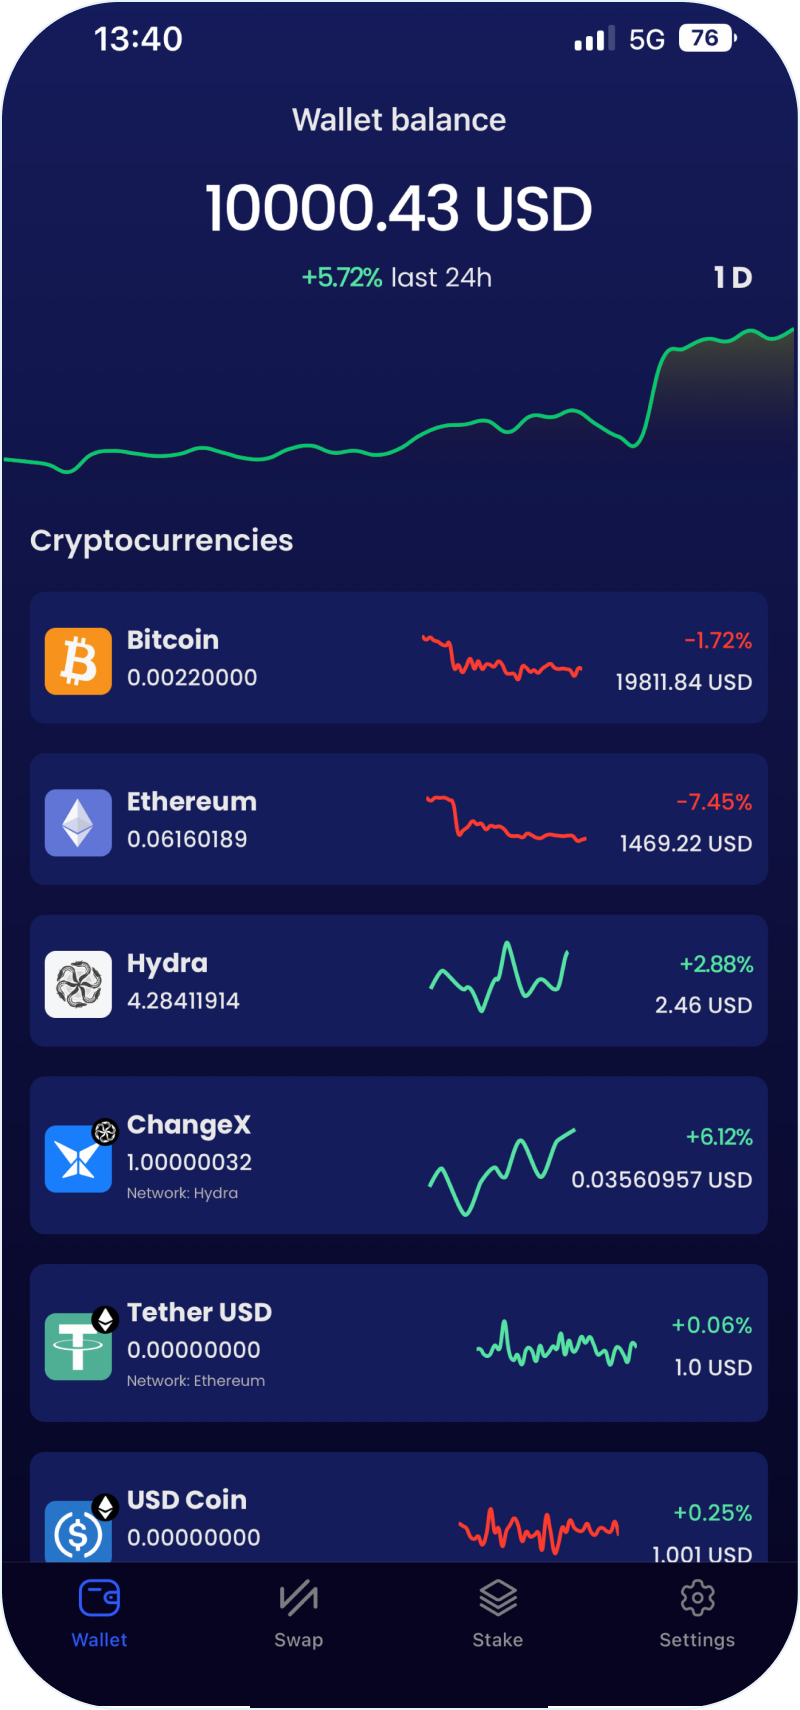 13:40 5G 76
Wallet balance
10000.43 USD
+5.72% last 24h 1 D
Cryptocurrencies
Bitcoin -1.72%
0.00220000 19811.84 USD
Ethereum -7.45%
0.06160189 1469.22 USD
Hydra +2.88%
4.28411914 2.46 USD
ChangeX +6.12%
1.00000032 0.03560957 USD
Network: Hydra
Tether USD +0.06%
0.00000000 1.0 USD
Network: Ethereum
USD Coin +0.25%
0.00000000 1.001 USD
Wallet Swap Stake Settings